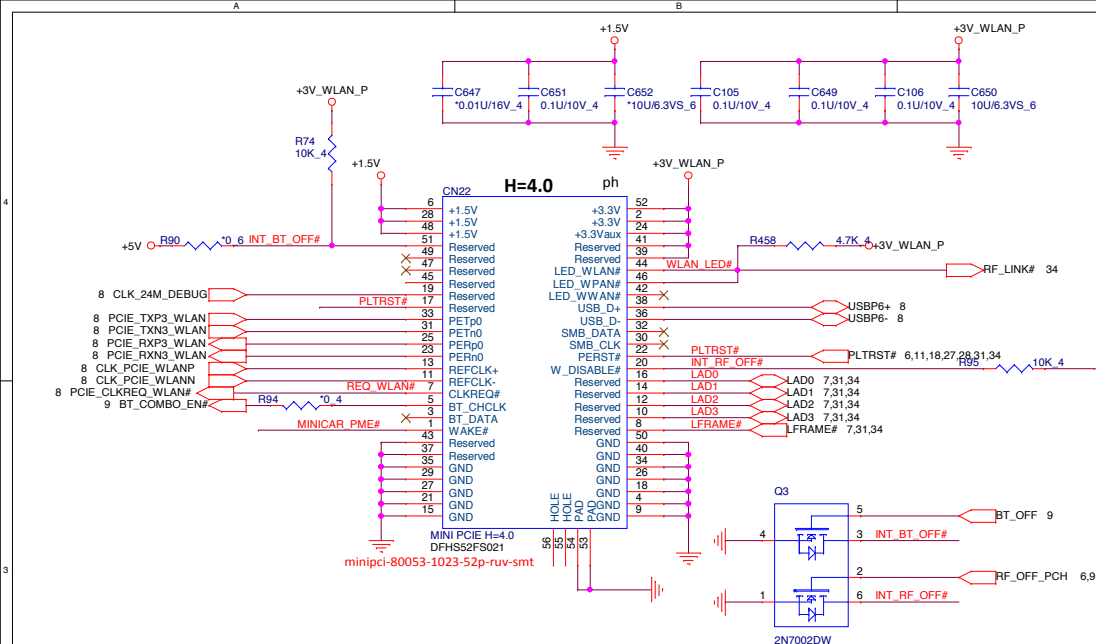 A B
+1.5V +3V_WLAN_P
C647 *0.01U/16V_4
C651 0.1U/10V_4
C652 *10U/6.3VS_6
C105 0.1U/10V_4
C649 0.1U/10V_4
C106 0.1U/10V_4
C650 10U/6.3VS_6
+3V_WLAN_P
R74
10K_4
+1.5V
+3V_WLAN_P
4
CN22 H=4.0 ph
6 +1.5V +3.3V 52
28 +1.5V +3.3V 2
48 +1.5V +3.3Vaux 24
+5V R90 *0_6 INT_BT_OFF# 51 Reserved Reserved 41
49 Reserved Reserved 39
47 Reserved LED_WLAN# 44 WLAN_LED#
R458 4.7K_4 +3V_WLAN_P
RF_LINK# 34
45 Reserved LED_WPAN# 46
8 CLK_24M_DEBUG 19 Reserved LED_WWAN# 42
PLTRST# 17 Reserved USB_D+ 38 USBP6+ 8
8 PCIE_TXP3_WLAN 33 PETp0 USB_D- 36 USBP6- 8
8 PCIE_TXN3_WLAN 31 PETn0 SMB_DATA 32
8 PCIE_RXP3_WLAN 25 PERp0 SMB_CLK 30
8 PCIE_RXN3_WLAN 23 PERn0 PERST# 22 PLTRST# PLTRST# 6,11,18,27,28,31,34
8 CLK_PCIE_WLANP 13 REFCLK+ W_DISABLE# 20 INT_RF_OFF# R95 10K_4
8 CLK_PCIE_WLANN 11 REFCLK- Reserved 16 LAD0 LAD0 7,31,34
8 PCIE_CLKREQ_WLAN# REQ_WLAN# 7 CLKREQ# Reserved 14 LAD1 LAD1 7,31,34
9 BT_COMBO_EN# R94 *0_4 5 BT_CHCLK Reserved 12 LAD2 LAD2 7,31,34
3 BT_DATA Reserved 10 LAD3 LAD3 7,31,34
MINICAR_PME# 1 WAKE# Reserved 8 LFRAME# LFRAME# 7,31,34
43 Reserved GND 50
37 Reserved GND 40
35 GND GND 34
29 GND GND 26
27 GND GND 18
21 GND GND 4
15 GND GND 9
HOLE HOLE PAD PAD
56 55 54 53
MINI PCIE H=4.0
DFHS52FS021
minipci-80053-1023-52p-ruv-smt
3
Q3
5 BT_OFF 9
4 3 INT_BT_OFF#
2 RF_OFF_PCH 6,9
1 6 INT_RF_OFF#
2N7002DW